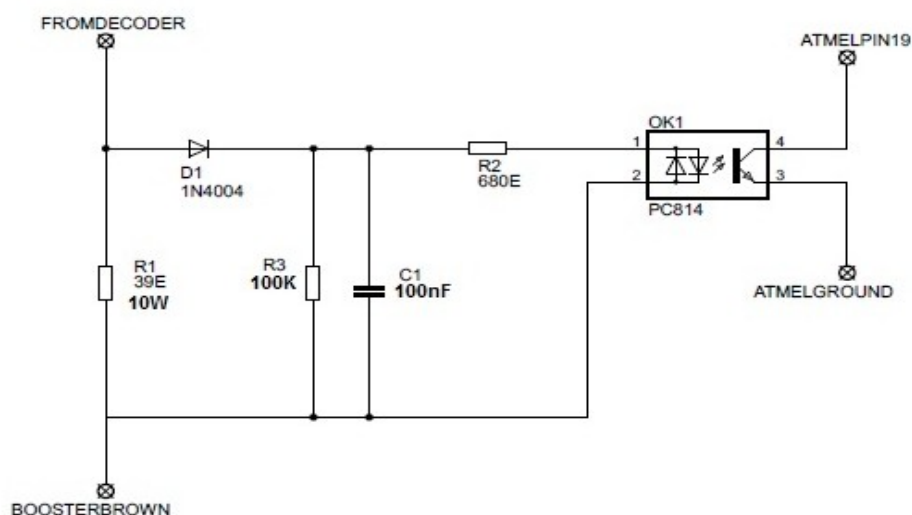 FROMDECODER
ATMELPIN19
OK1
1
4
D1
1N4004
R2
680E
2
3
PC814
R1
39E
10W
R3
100K
C1
100nF
ATMELGROUND
BOOSTERBROWN